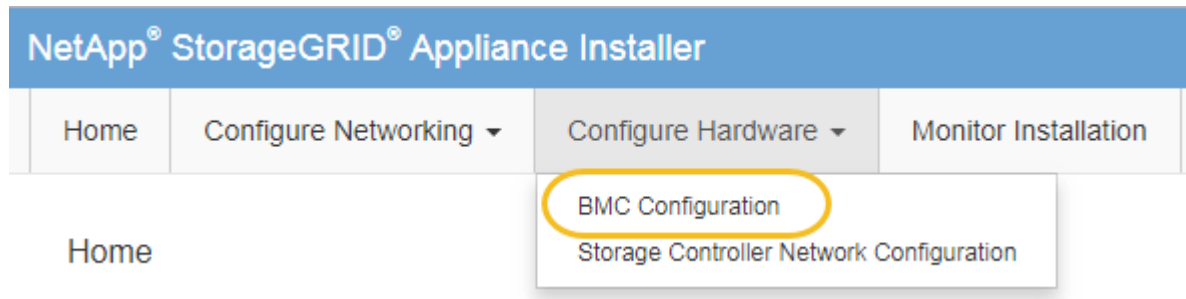 NetApp® StorageGRID® Appliance Installer
Home Configure Networking Configure Hardware Monitor Installation
BMC Configuration
Home
Storage Controller Network Configuration